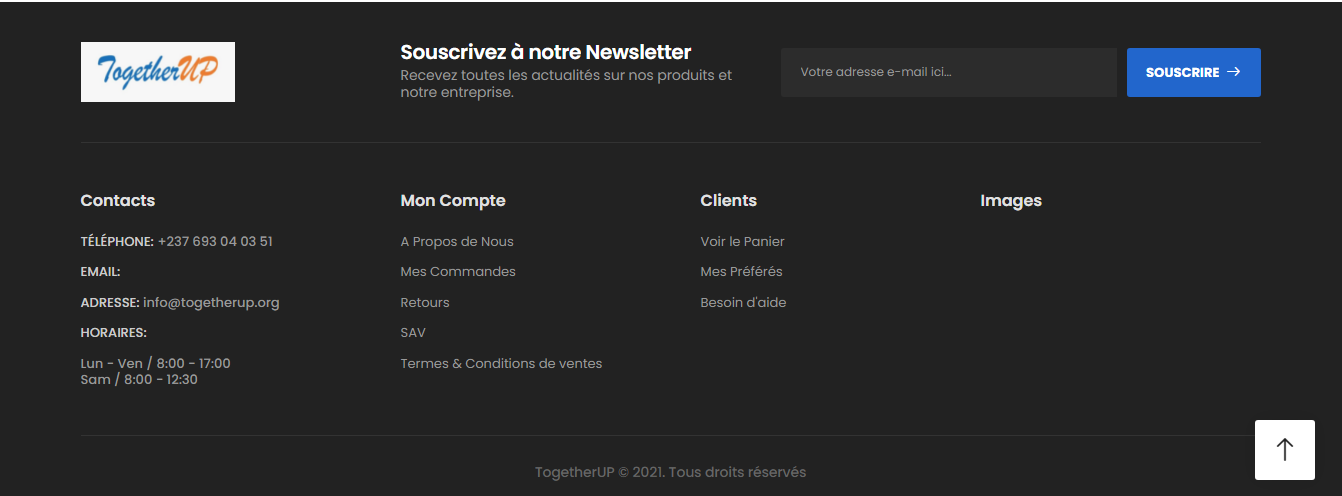 TogetherUP
Souscrivez à notre Newsletter
Recevez toutes les actualités sur nos produits et
notre entreprise.
Votre adresse e-mail ici...
SOUSCRIRE →
Contacts
TÉLÉPHONE: +237 693 04 03 51
EMAIL:
ADRESSE: info@togetherup.org
HORAIRES:
Lun - Ven / 8:00 - 17:00
Sam / 8:00 - 12:30
Mon Compte
A Propos de Nous
Mes Commandes
Retours
SAV
Termes & Conditions de ventes
Clients
Voir le Panier
Mes Préférés
Besoin d'aide
Images
TogetherUP © 2021. Tous droits réservés